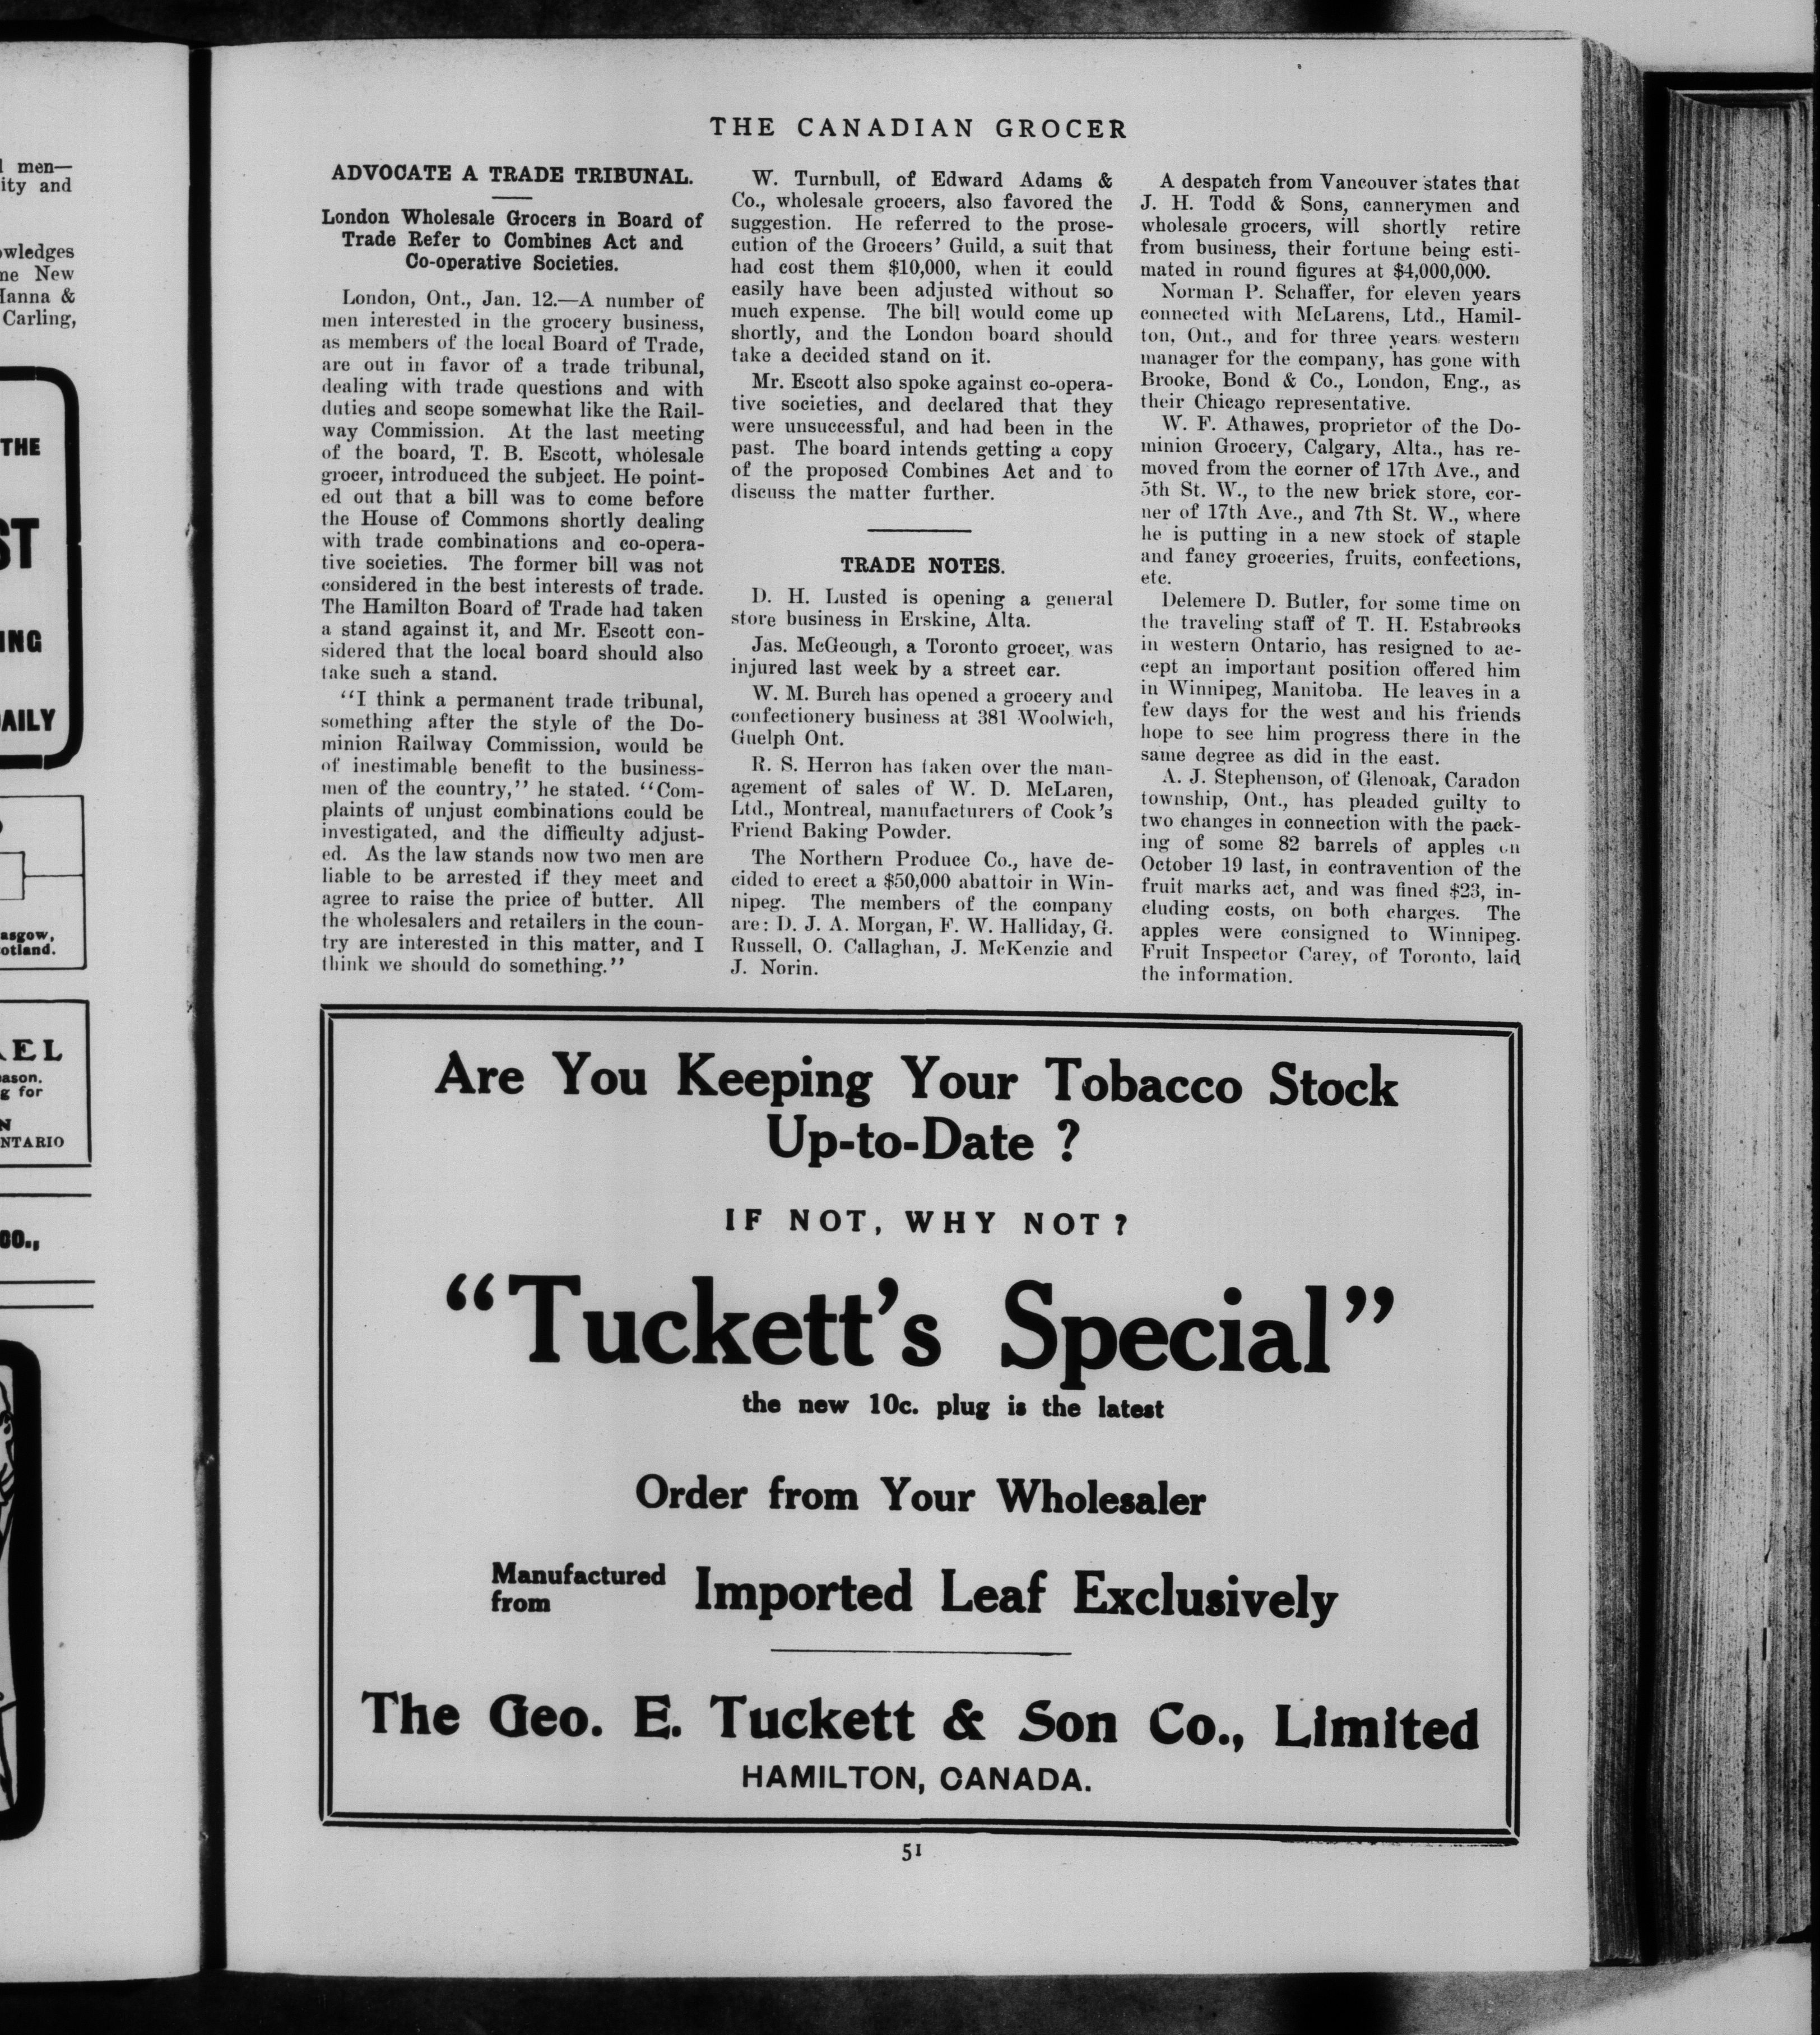 men—
ity and
owledges
ne New
Hanna &
Carling,
THE
ST
ING
AILY
asgow,
otland.
EL
ason.
g for
N
NTARIO
CO.,
THE CANADIAN GROCER
ADVOCATE A TRADE TRIBUNAL.
London Wholesale Grocers in Board of
Trade Refer to Combines Act and
Co-operative Societies.
London, Ont., Jan. 12.—A number of
men interested in the grocery business,
as members of the local Board of Trade,
are out in favor of a trade tribunal,
dealing with trade questions and with
duties and scope somewhat like the Rail-
way Commission. At the last meeting
of the board, T. B. Escott, wholesale
grocer, introduced the subject. He point-
ed out that a bill was to come before
the House of Commons shortly dealing
with trade combinations and co-opera-
tive societies. The former bill was not
considered in the best interests of trade.
The Hamilton Board of Trade had taken
a stand against it, and Mr. Escott con-
sidered that the local board should also
take such a stand.
"I think a permanent trade tribunal,
something after the style of the Do-
minion Railway Commission, would be
of inestimable benefit to the business-
men of the country," he stated. "Com-
plaints of unjust combinations could be
investigated, and the difficulty adjust-
ed. As the law stands now two men are
liable to be arrested if they meet and
agree to raise the price of butter. All
the wholesalers and retailers in the coun-
try are interested in this matter, and I
think we should do something."
W. Turnbull, of Edward Adams &
Co., wholesale grocers, also favored the
suggestion. He referred to the prose-
cution of the Grocers' Guild, a suit that
had cost them $10,000, when it could
easily have been adjusted without so
much expense. The bill would come up
shortly, and the London board should
take a decided stand on it.
Mr. Escott also spoke against co-opera-
tive societies, and declared that they
were unsuccessful, and had been in the
past. The board intends getting a copy
of the proposed Combines Act and to
discuss the matter further.
TRADE NOTES.
D. H. Lusted is opening a general
store business in Erskine, Alta.
Jas. McGeough, a Toronto grocer, was
injured last week by a street car.
W. M. Burch has opened a grocery and
confectionery business at 381 Woolwich,
Guelph Ont.
R. S. Herron has taken over the man-
agement of sales of W. D. McLaren,
Ltd., Montreal, manufacturers of Cook's
Friend Baking Powder.
The Northern Produce Co., have de-
cided to erect a $50,000 abattoir in Win-
nipeg. The members of the company
are: D. J. A. Morgan, F. W. Halliday, G.
Russell, O. Callaghan, J. McKenzie and
J. Norin.
A despatch from Vancouver states that
J. H. Todd & Sons, cannerymen and
wholesale grocers, will shortly retire
from business, their fortune being esti-
mated in round figures at $4,000,000.
Norman P. Schaffer, for eleven years
connected with McLarens, Ltd., Hamil-
ton, Ont., and for three years western
manager for the company, has gone with
Brooke, Bond & Co., London, Eng., as
their Chicago representative.
W. F. Athawes, proprietor of the Do-
minion Grocery, Calgary, Alta., has re-
moved from the corner of 17th Ave., and
5th St. W., to the new brick store, cor-
ner of 17th Ave., and 7th St. W., where
he is putting in a new stock of staple
and fancy groceries, fruits, confections,
etc.
Delemere D. Butler, for some time on
the traveling staff of T. H. Estabrooks
in western Ontario, has resigned to ac-
cept an important position offered him
in Winnipeg, Manitoba. He leaves in a
few days for the west and his friends
hope to see him progress there in the
same degree as did in the east.
A. J. Stephenson, of Glenoak, Caradon
township, Ont., has pleaded guilty to
two changes in connection with the pack-
ing of some 82 barrels of apples on
October 19 last, in contravention of the
fruit marks act, and was fined $23, in-
cluding costs, on both charges. The
apples were consigned to Winnipeg.
Fruit Inspector Carey, of Toronto, laid
the information.
Are You Keeping Your Tobacco Stock
Up-to-Date ?
IF NOT, WHY NOT?
"Tuckett's Special"
the new 10c. plug is the latest
Order from Your Wholesaler
Manufactured
from
Imported Leaf Exclusively
The Geo. E. Tuckett & Son Co., Limited
HAMILTON, CANADA.
51